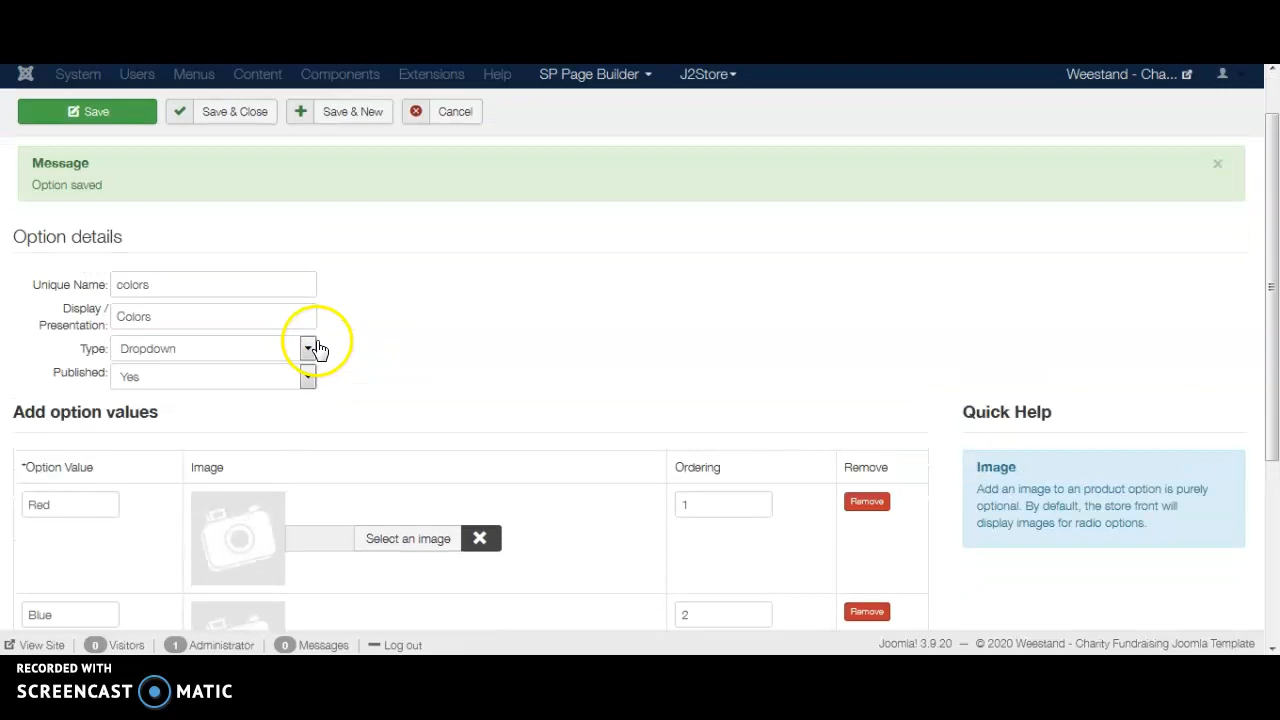 System Users Menus Content Components Extensions Help SP Page Builder J2Store Weestand - Cha...
Save Save & Close Save & New Cancel
Message
Option saved
×
Option details
Unique Name: colors
Display / Presentation: Colors
Type: Dropdown
Published: Yes
Add option values
Quick Help
*Option Value Image Ordering Remove
Red Select an image 1 Remove
Blue 2 Remove
Image
Add an image to an product option is purely
optional. By default, the store front will
display images for radio options.
View Site 0 Visitors 1 Administrator 0 Messages Log out Joomla! 3.9.20 — © 2020 Weestand - Charity Fundraising Joomla Template
RECORDED WITH
SCREENCAST MATIC